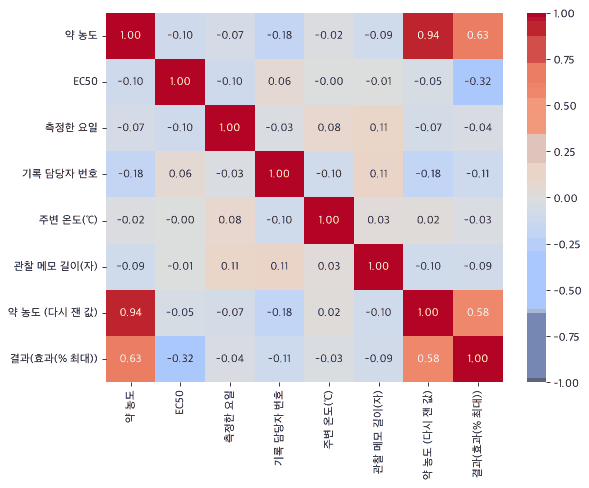 약 농도 1.00 -0.10 -0.07 -0.18 -0.02 -0.09 0.94 0.63
EC50 -0.10 1.00 -0.10 0.06 -0.00 -0.01 -0.05 -0.32
측정한 요일 -0.07 -0.10 1.00 -0.03 0.08 0.11 -0.07 -0.04
기록 담당자 번호 -0.18 0.06 -0.03 1.00 -0.10 0.11 -0.18 -0.11
주변 온도(℃) -0.02 -0.00 0.08 -0.10 1.00 0.03 0.02 -0.03
관찰 메모 길이(자) -0.09 -0.01 0.11 0.11 0.03 1.00 -0.10 -0.09
약 농도 (다시 잰 값) 0.94 -0.05 -0.07 -0.18 0.02 -0.10 1.00 0.58
결과(효과(% 최대)) 0.63 -0.32 -0.04 -0.11 -0.03 -0.09 0.58 1.00
약 농도
EC50
측정한 요일
기록 담당자 번호
주변 온도(℃)
관찰 메모 길이(자)
약 농도 (다시 잰 값)
결과(효과(% 최대))
1.00
0.75
0.50
0.25
0.00
-0.25
-0.50
-0.75
-1.00